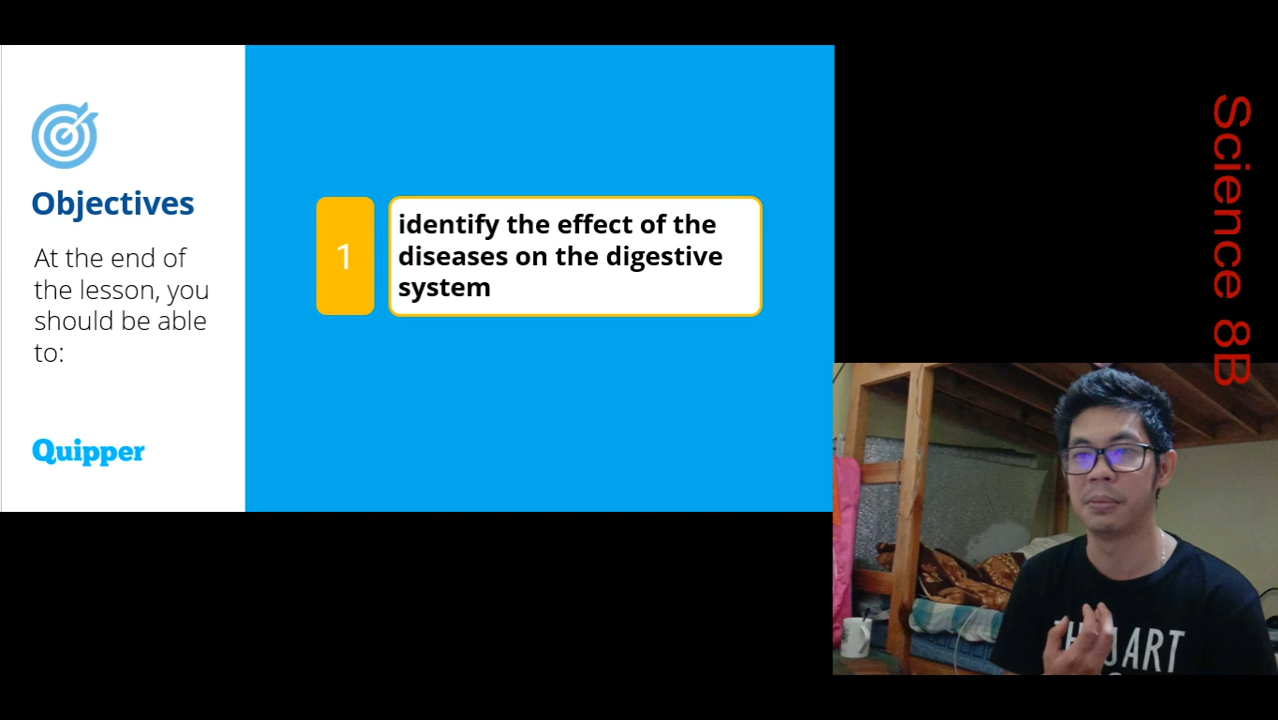 Objectives
At the end of
the lesson, you
should be able
to:
Quipper
1
identify the effect of the
diseases on the digestive
system
Science 8B
ART